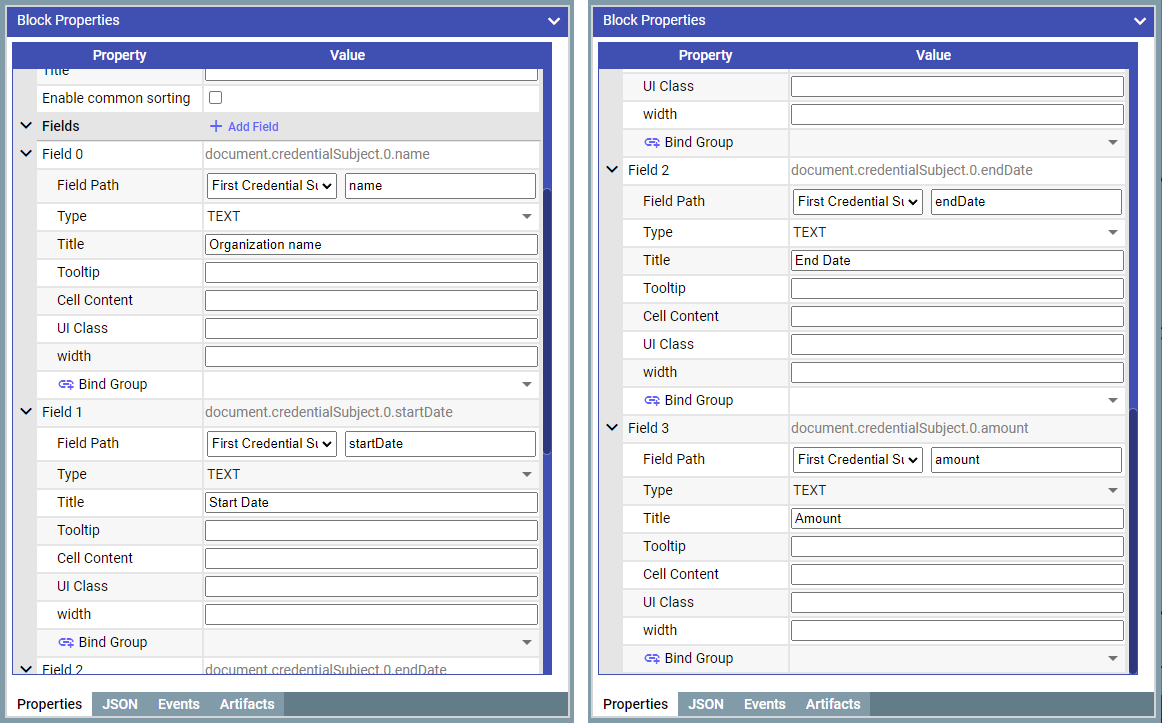 Block Properties
Property Value
Title
Enable common sorting
Fields + Add Field
Field 0 document.credentialSubject.0.name
Field Path First Credential Su name
Type TEXT
Title Organization name
Tooltip
Cell Content
UI Class
width
Bind Group
Field 1 document.credentialSubject.0.startDate
Field Path First Credential Su startDate
Type TEXT
Title Start Date
Tooltip
Cell Content
UI Class
width
Bind Group
Field 2 document.credentialSubject.0.endDate
Properties JSON Events Artifacts
Block Properties
Property Value
UI Class
width
Bind Group
Field 2 document.credentialSubject.0.endDate
Field Path First Credential Su endDate
Type TEXT
Title End Date
Tooltip
Cell Content
UI Class
width
Bind Group
Field 3 document.credentialSubject.0.amount
Field Path First Credential Su amount
Type TEXT
Title Amount
Tooltip
Cell Content
UI Class
width
Bind Group
Properties JSON Events Artifacts